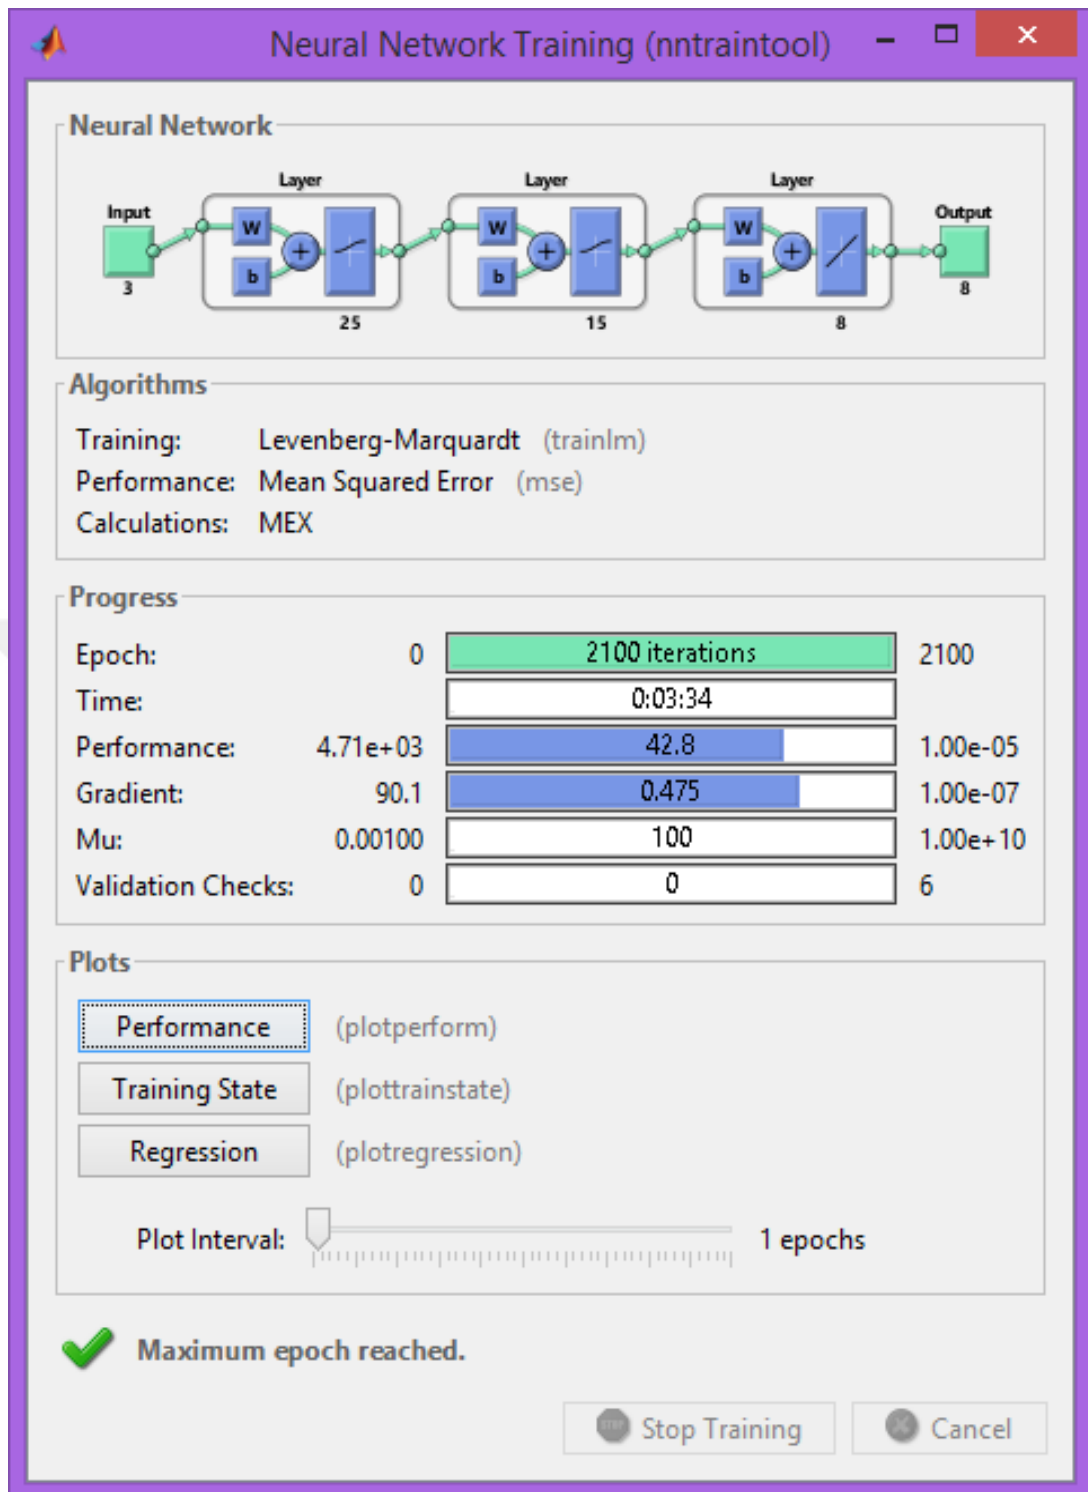 Neural Network Training (nntraintool)
Neural Network
Layer Layer Layer
Input Output
W W W
b b b
3 8
25 15 8
Algorithms
Training: Levenberg-Marquardt (trainlm)
Performance: Mean Squared Error (mse)
Calculations: MEX
Progress
Epoch: 0 2100 iterations 2100
Time: 0:03:34
Performance: 4.71e+03 42.8 1.00e-05
Gradient: 90.1 0.475 1.00e-07
Mu: 0.00100 100 1.00e+10
Validation Checks: 0 0 6
Plots
Performance (plotperform)
Training State (plottrainstate)
Regression (plotregression)
Plot Interval: 1 epochs
Maximum epoch reached.
Stop Training Cancel